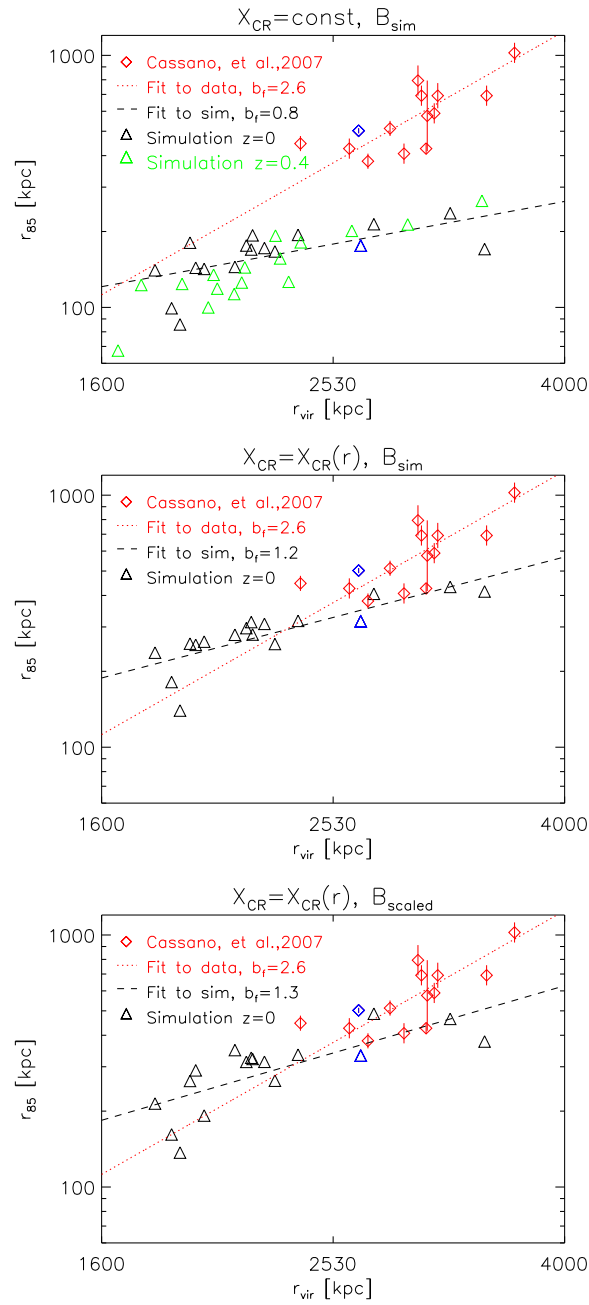 X_CR=const, B_sim
1000
Cassano, et al.,2007
Fit to data, b_f=2.6
Fit to sim, b_f=0.8
Simulation z=0
Simulation z=0.4
r_85 [kpc]
100
1600 2530 4000
r_vir [kpc]
X_CR=X_CR(r), B_sim
1000
Cassano, et al.,2007
Fit to data, b_f=2.6
Fit to sim, b_f=1.2
Simulation z=0
r_85 [kpc]
100
1600 2530 4000
r_vir [kpc]
X_CR=X_CR(r), B_scaled
1000
Cassano, et al.,2007
Fit to data, b_f=2.6
Fit to sim, b_f=1.3
Simulation z=0
r_85 [kpc]
100
1600 2530 4000
r_vir [kpc]